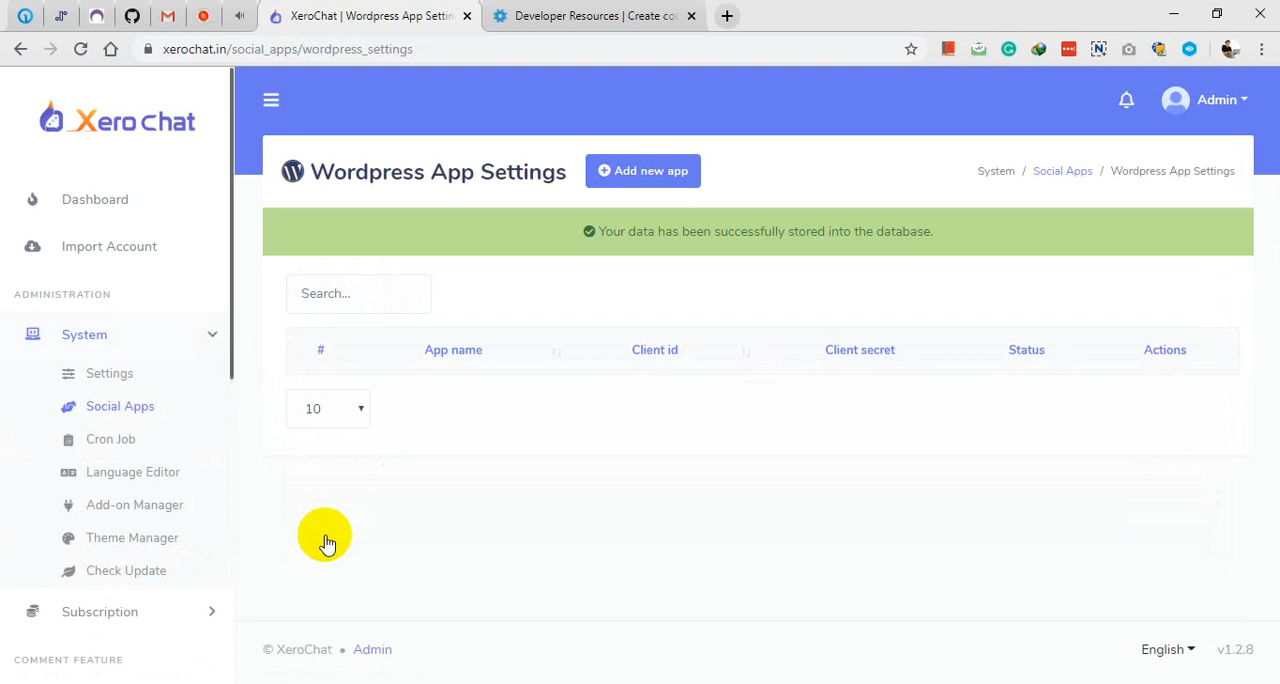 XeroChat | Wordpress App Settin
Developer Resources | Create co
xerochat.in/social_apps/wordpress_settings
Xero Chat
Admin
Wordpress App Settings
Add new app
System / Social Apps / Wordpress App Settings
Your data has been successfully stored into the database.
Dashboard
Import Account
ADMINISTRATION
System
Settings
Social Apps
Cron Job
Language Editor
Add-on Manager
Theme Manager
Check Update
Subscription
COMMENT FEATURE
Search...
# App name Client id Client secret Status Actions
10
© XeroChat • Admin
English v1.2.8